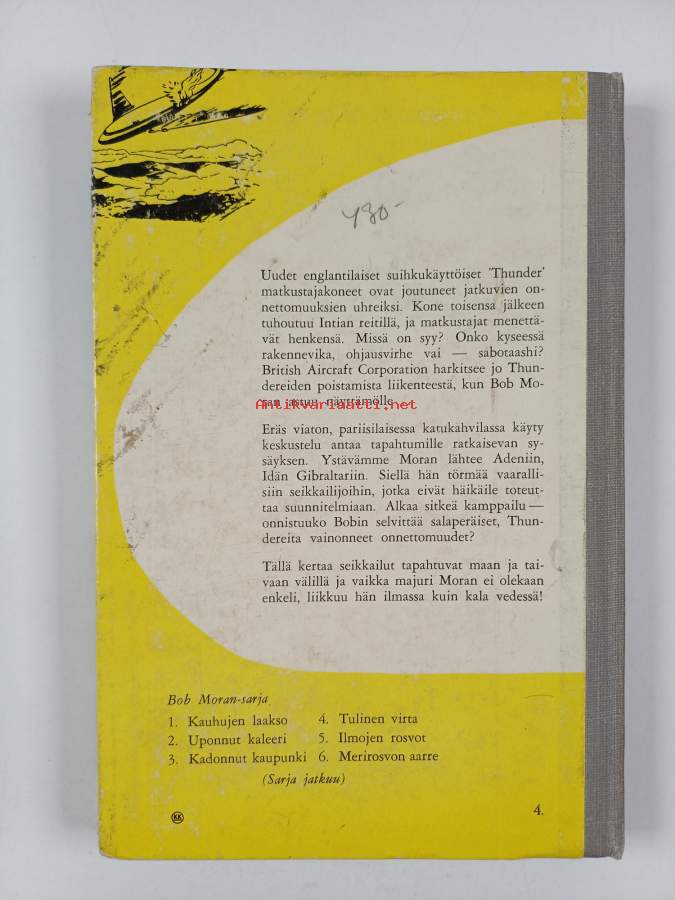 480-
Uudet englantilaiset suihkukäyttöiset 'Thunder'
matkustajakoneet ovat joutuneet jatkuvien on-
nettomuuksien uhreiksi. Kone toisensa jälkeen
tuhoutuu Intian reitillä, ja matkustajat menettä-
vät henkensä. Missä on syy? Onko kyseessä
rakennevika, ohjausvirhe vai — sabotaashi?
British Aircraft Corporation harkitsee jo Thun-
dereiden poistamista liikenteestä, kun Bob Mo-
ran astuu näyttämölle...
Antikvariaatti.net
Eräs viaton, pariisilaisessa katukahvilassa käyty
keskustelu antaa tapahtumille ratkaisevan sy-
säyksen. Ystävämme Moran lähtee Adeniin,
Idän Gibraltariin. Siellä hän törmää vaaralli-
siin seikkailijoihin, jotka eivät häikäile toteut-
taa suunnitelmiaan. Alkaa sitkeä kamppailu —
onnistuuko Bobin selvittää salaperäiset, Thun-
dereita vainonneet onnettomuudet?
Tällä kertaa seikkailut tapahtuvat maan ja tai-
vaan välillä ja vaikka majuri Moran ei olekaan
enkeli, liikkuu hän ilmassa kuin kala vedessä!
Bob Moran-sarja
1. Kauhujen laakso
2. Uponnut kaleeri
3. Kadonnut kaupunki
4. Tulinen virta
5. Ilmojen rosvot
6. Merirosvon aarre
(Sarja jatkuu)
KK
4.